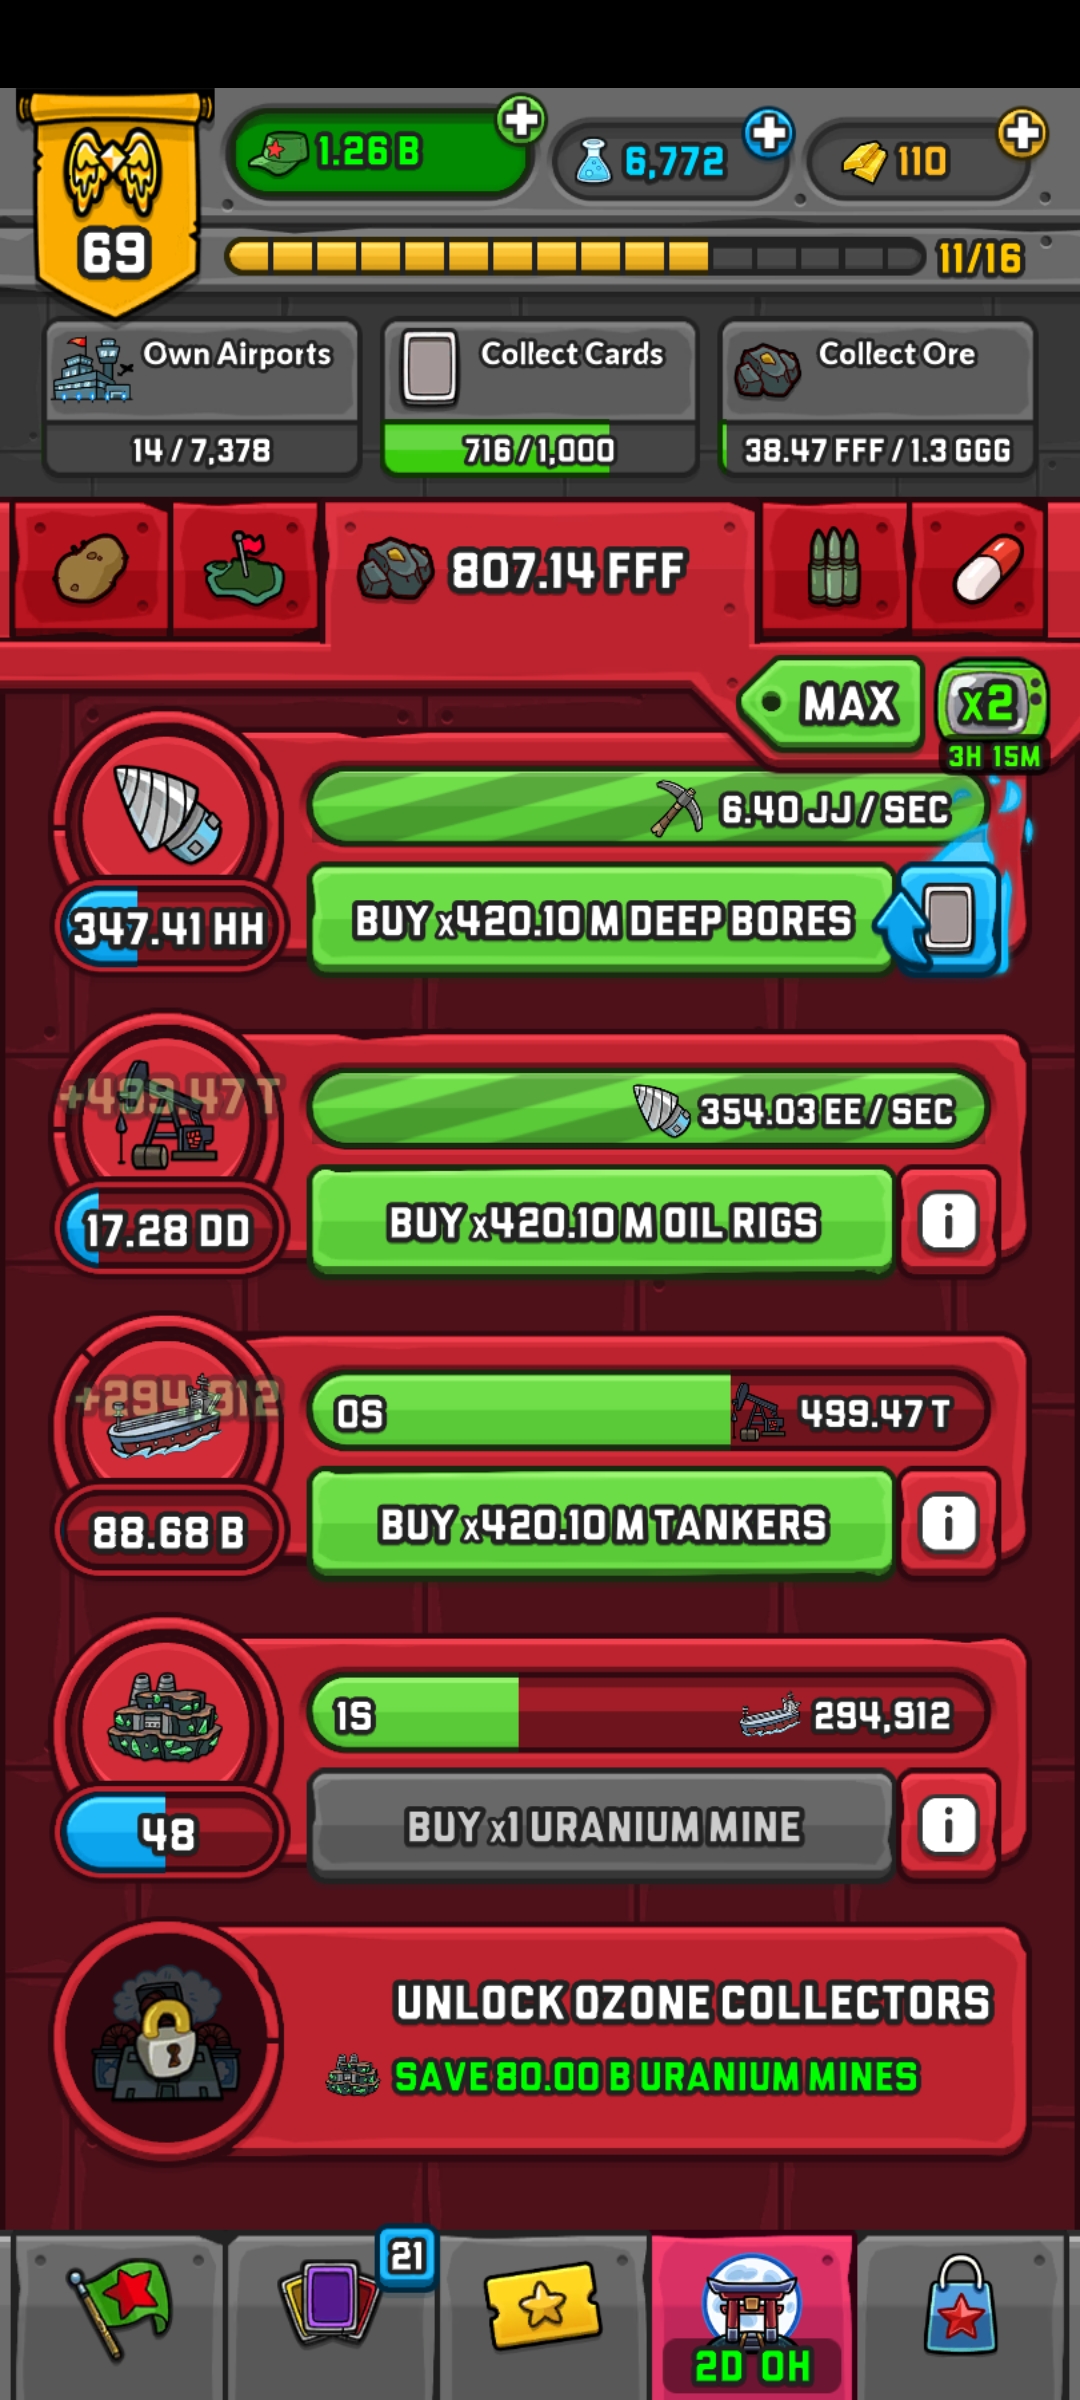 1.26 B
6,772
110
69
11/16
Own Airports
14 / 7,378
Collect Cards
716 / 1,000
Collect Ore
38.47 FFF / 1.3 GGG
807.14 FFF
MAX
x2
3H 15M
6.40 JJ / SEC
347.41 HH
BUY x420.10 M DEEP BORES
+499.47 T
354.03 EE / SEC
17.28 DD
BUY x420.10 M OIL RIGS
i
+294,912
0S
499.47 T
88.68 B
BUY x420.10 M TANKERS
i
1S
294,912
48
BUY x1 URANIUM MINE
i
UNLOCK OZONE COLLECTORS
SAVE 80.00 B URANIUM MINES
21
2D 0H